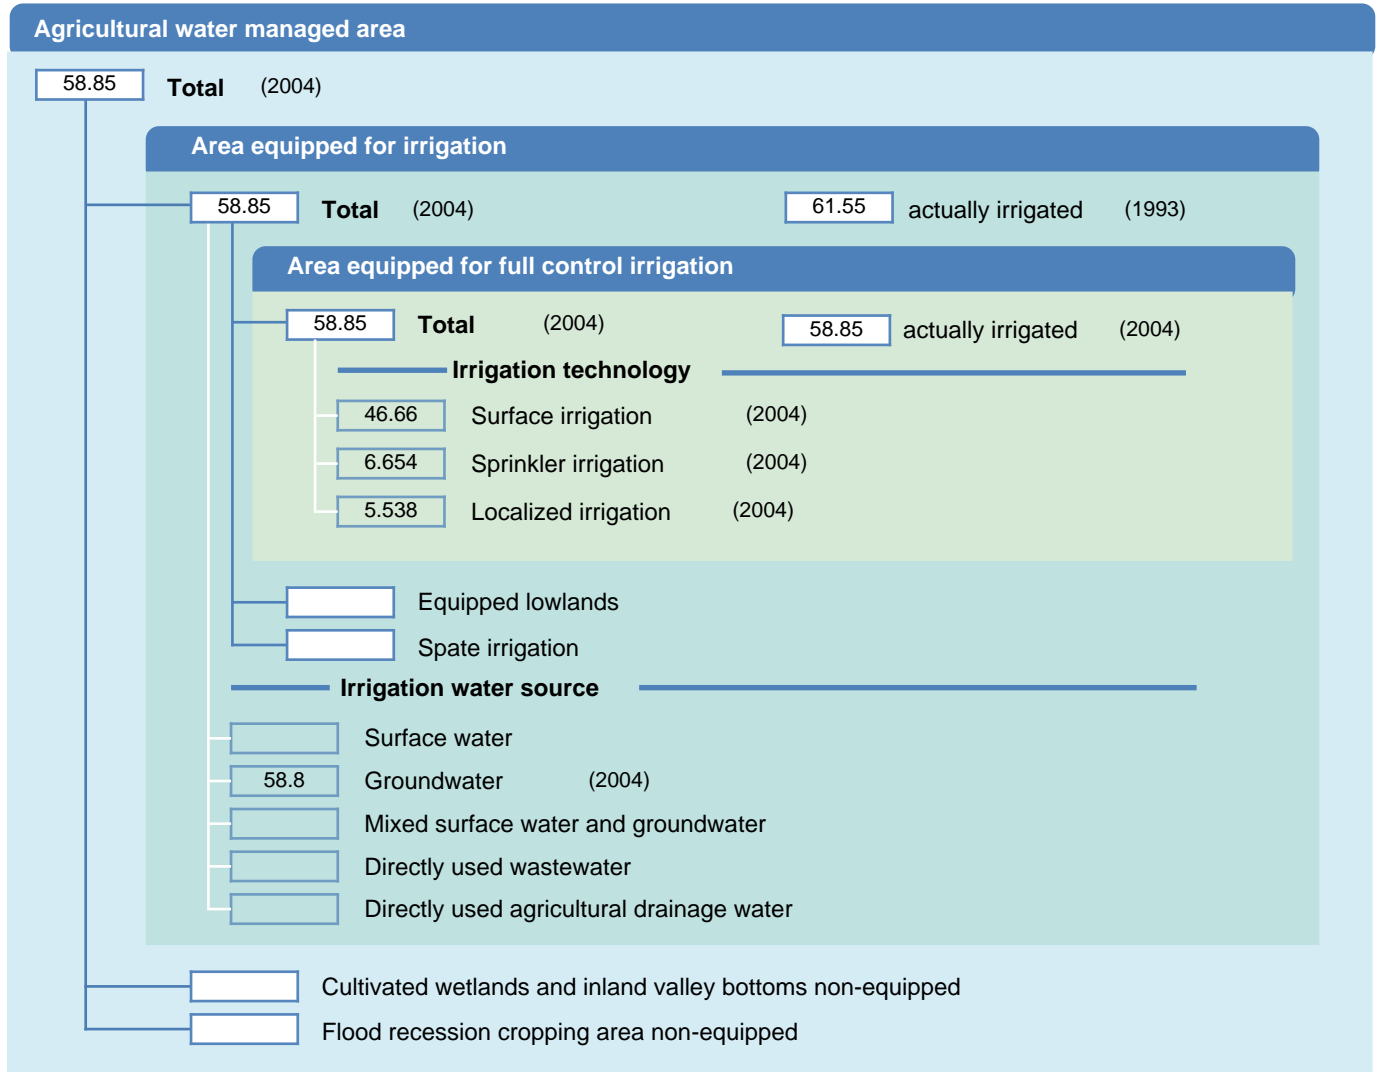 Agricultural water managed area
58.85 Total (2004)
Area equipped for irrigation
58.85 Total (2004) 61.55 actually irrigated (1993)
Area equipped for full control irrigation
58.85 Total (2004) 58.85 actually irrigated (2004)
Irrigation technology
46.66 Surface irrigation (2004)
6.654 Sprinkler irrigation (2004)
5.538 Localized irrigation (2004)
Equipped lowlands
Spate irrigation
Irrigation water source
Surface water
58.8 Groundwater (2004)
Mixed surface water and groundwater
Directly used wastewater
Directly used agricultural drainage water
Cultivated wetlands and inland valley bottoms non-equipped
Flood recession cropping area non-equipped